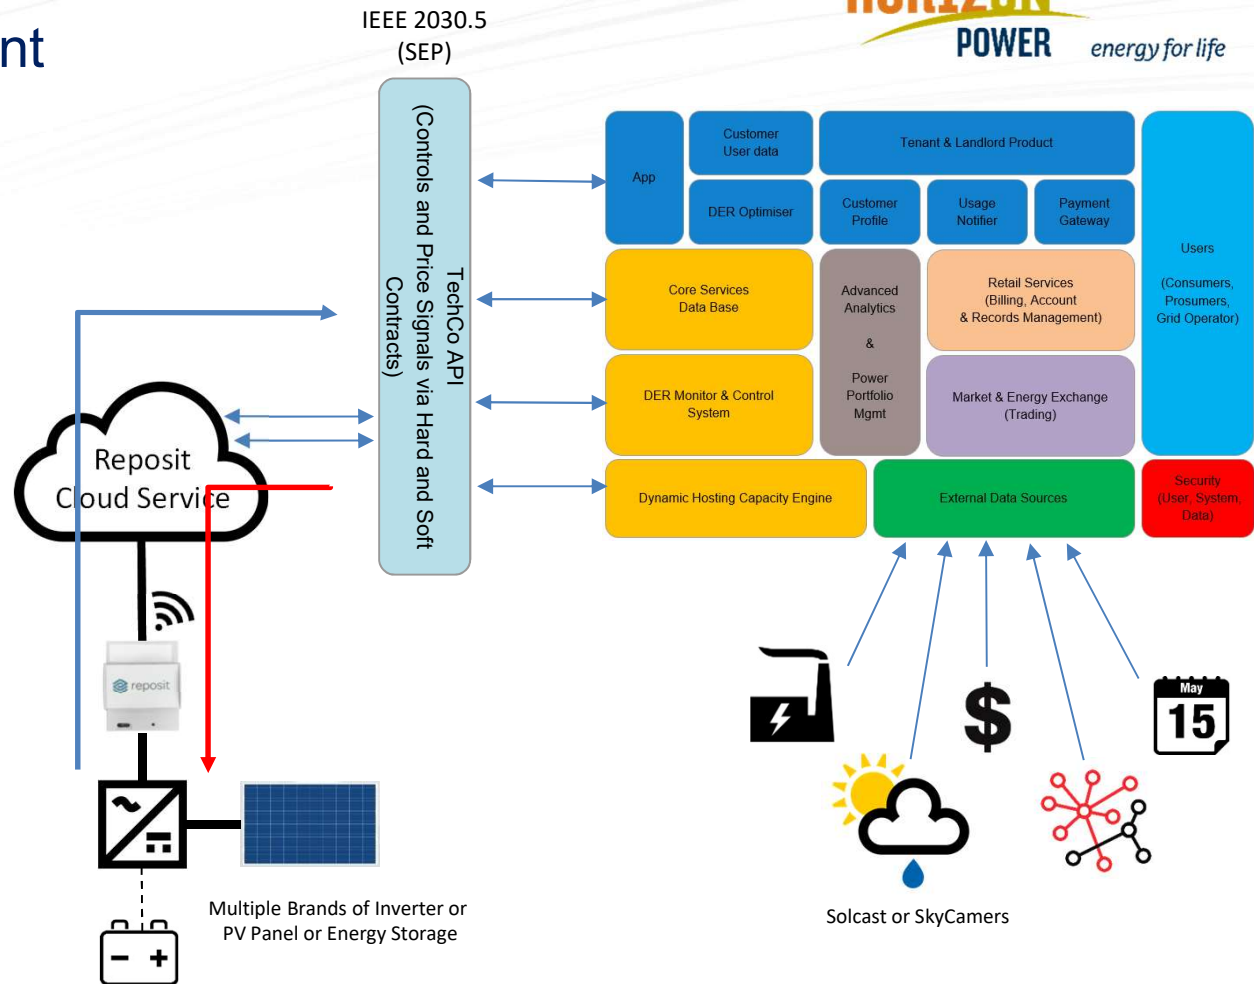 IEEE 2030.5
(SEP)
nt
HORIZON
POWER
energy for life
TechCo API
(Controls and Price Signals via Hard and Soft
Contracts)
App
Customer
User data
Tenant & Landlord Product
DER Optimiser
Customer
Profile
Usage
Notifier
Payment
Gateway
Users
(Consumers,
Prosumers,
Grid Operator)
Core Services
Data Base
Advanced
Analytics
&
Power
Portfolio
Mgmt
Retail Services
(Billing, Account
& Records Management)
DER Monitor & Control
System
Market & Energy Exchange
(Trading)
Dynamic Hosting Capacity Engine
External Data Sources
Security
(User, System,
Data)
Reposit
Cloud Service
reposit
Multiple Brands of Inverter or
PV Panel or Energy Storage
$
May
15
Solcast or SkyCamers